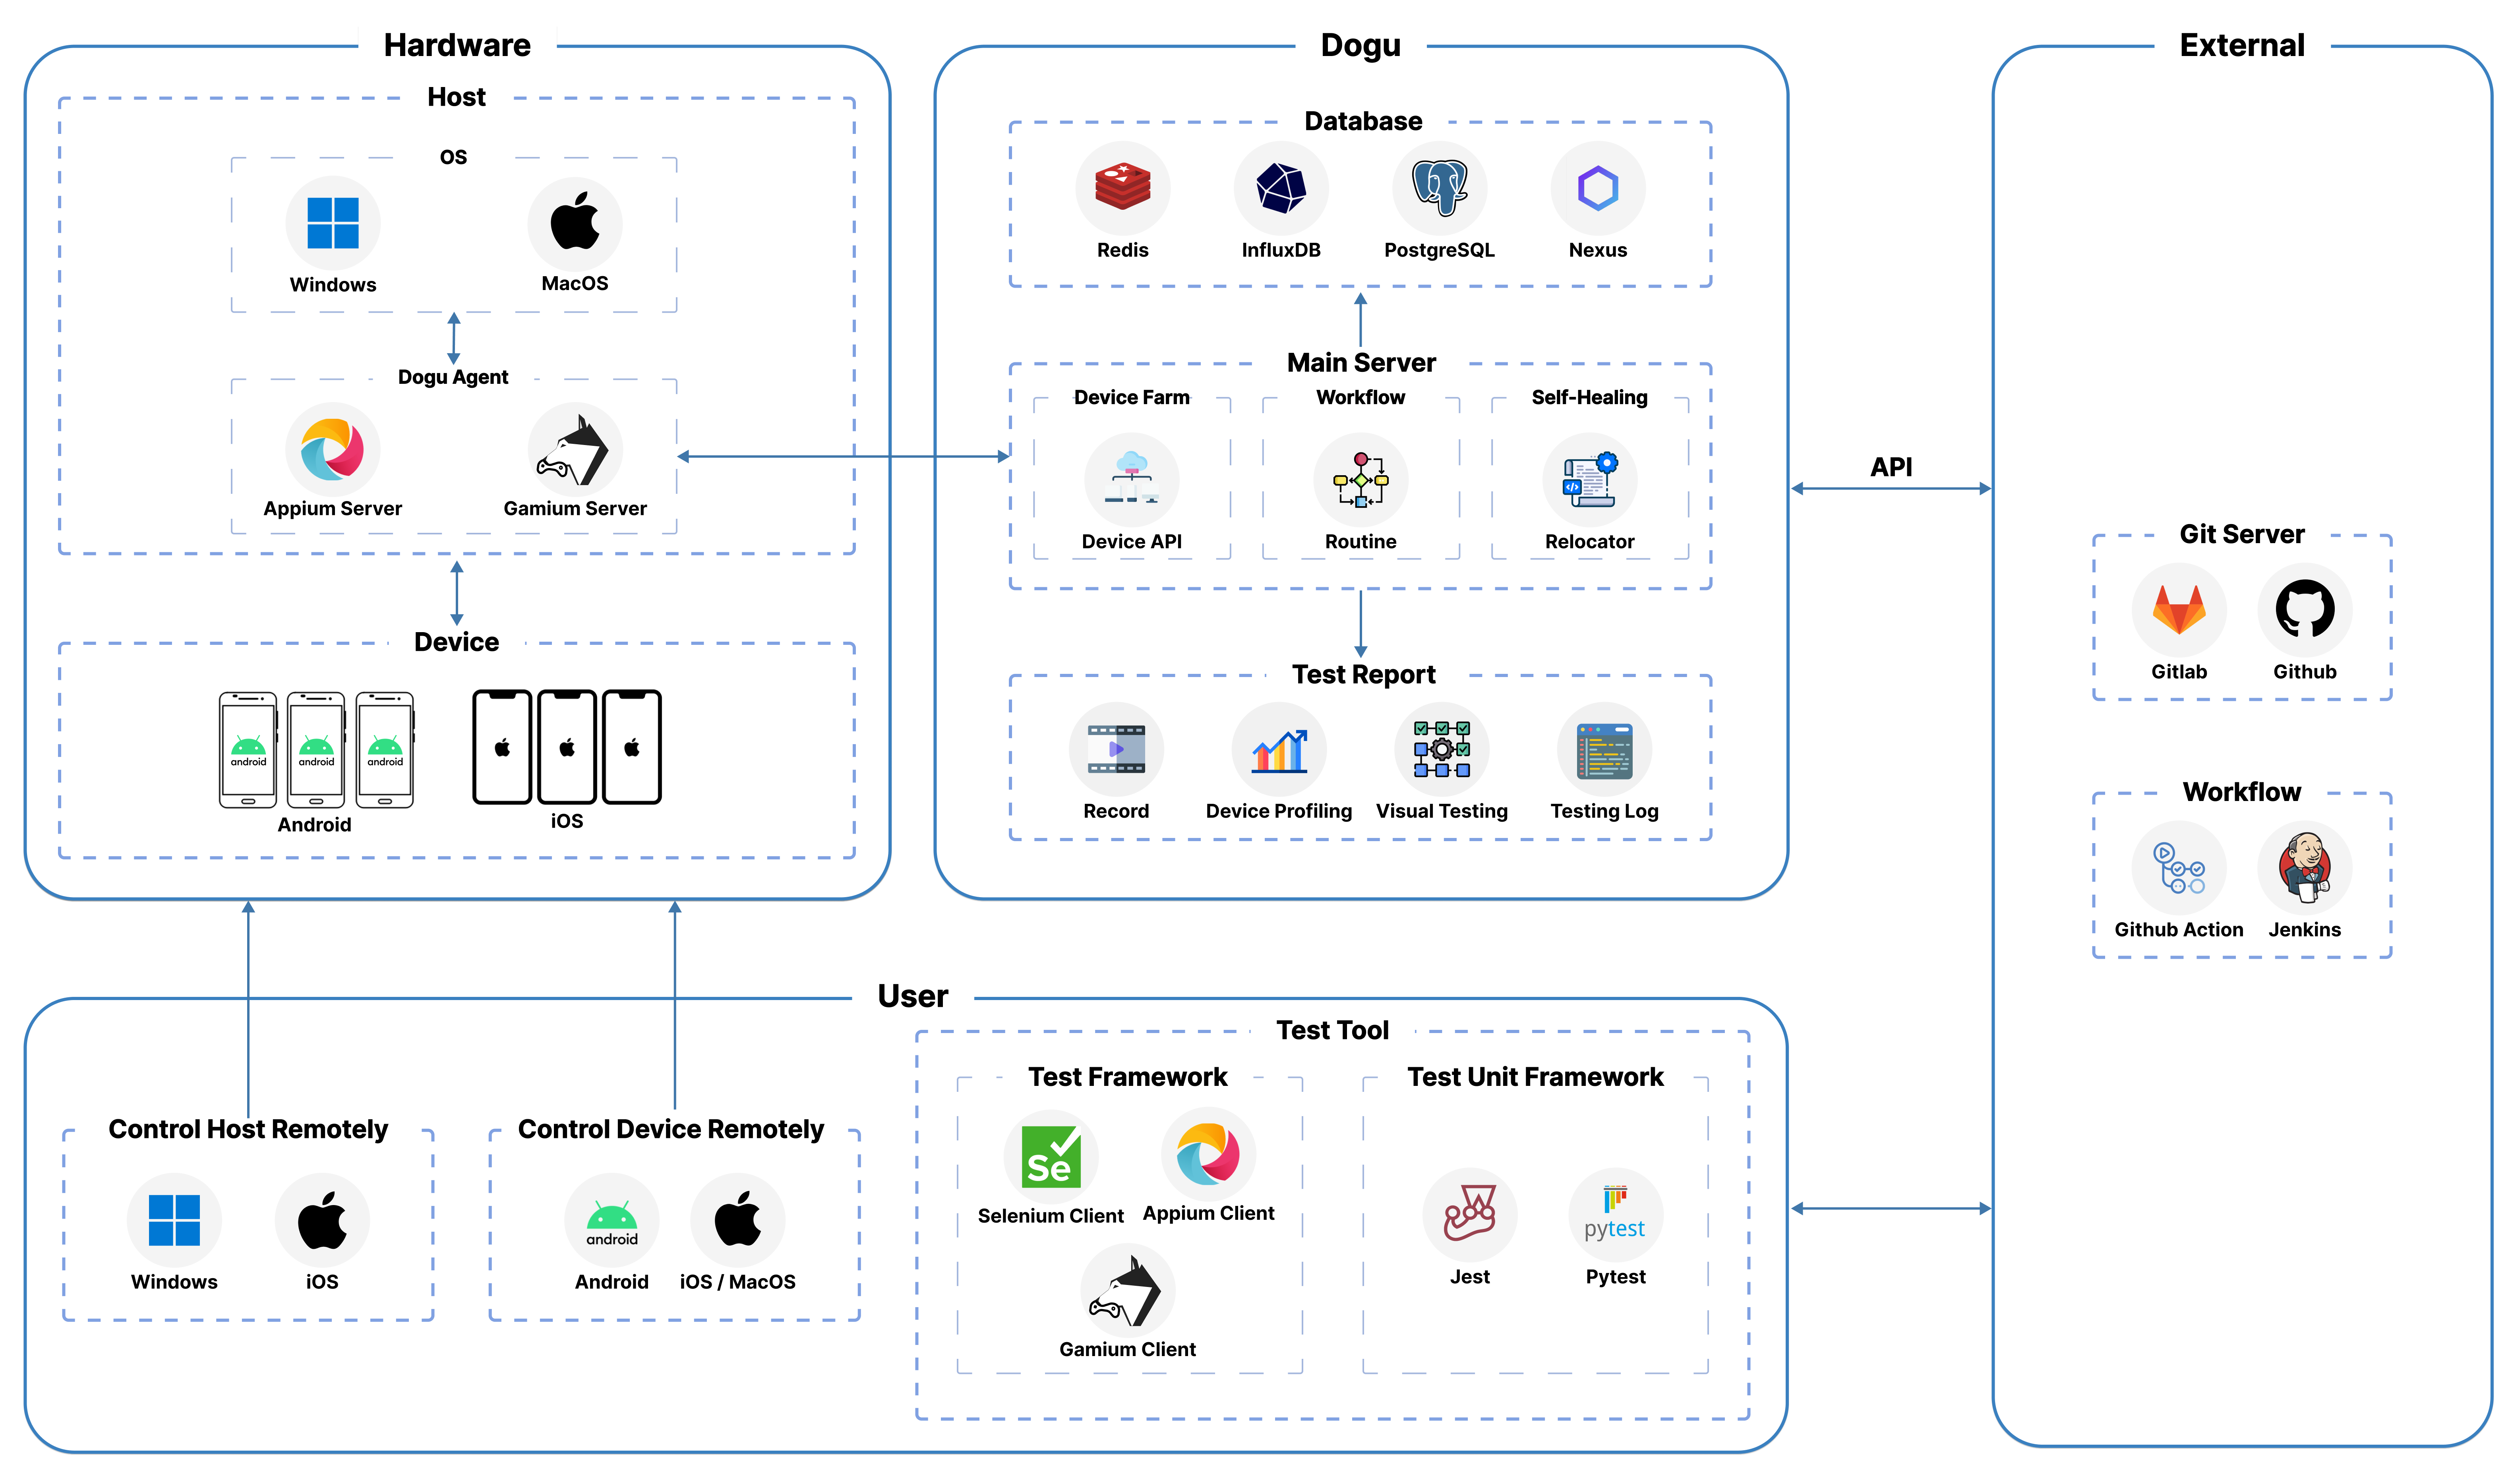 Hardware
Host
OS
Windows
MacOS
Dogu Agent
Appium Server
Gamium Server
Device
android
android
android
Android
iOS
Dogu
Database
Redis
InfluxDB
PostgreSQL
Nexus
Main Server
Device Farm
Device API
Workflow
Routine
Self-Healing
Relocator
Test Report
Record
Device Profiling
Visual Testing
Testing Log
API
External
Git Server
Gitlab
Github
Workflow
Github Action
Jenkins
User
Control Host Remotely
Windows
iOS
Control Device Remotely
android
Android
iOS / MacOS
Test Tool
Test Framework
Se
Selenium Client
Appium Client
Gamium Client
Test Unit Framework
Jest
pytest
Pytest